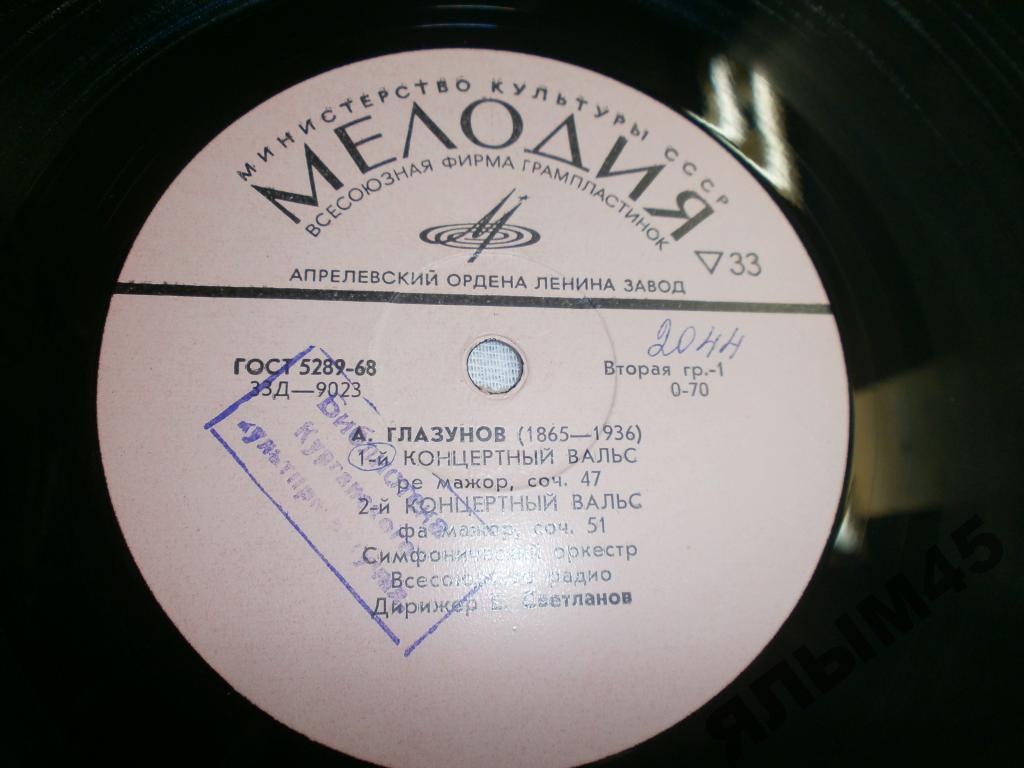 МИНИСТЕРСТВО КУЛЬТУРЫ СССР
МЕЛОДИЯ
ВСЕСОЮЗНАЯ ФИРМА ГРАМПЛАСТИНОК
▽33
АПРЕЛЕВСКИЙ ОРДЕНА ЛЕНИНА ЗАВОД
2044
ГОСТ 5289-68
33Д—9023
Вторая гр.-1
0-70
А. ГЛАЗУНОВ (1865—1936)
1-й КОНЦЕРТНЫЙ ВАЛЬС
ре мажор, соч. 47
2-й КОНЦЕРТНЫЙ ВАЛЬС
фа мажор, соч. 51
Симфонический оркестр
Всесоюзного радио
Дирижер Е. Светланов
Библиотека
Курганского
ЯЛЫМ45